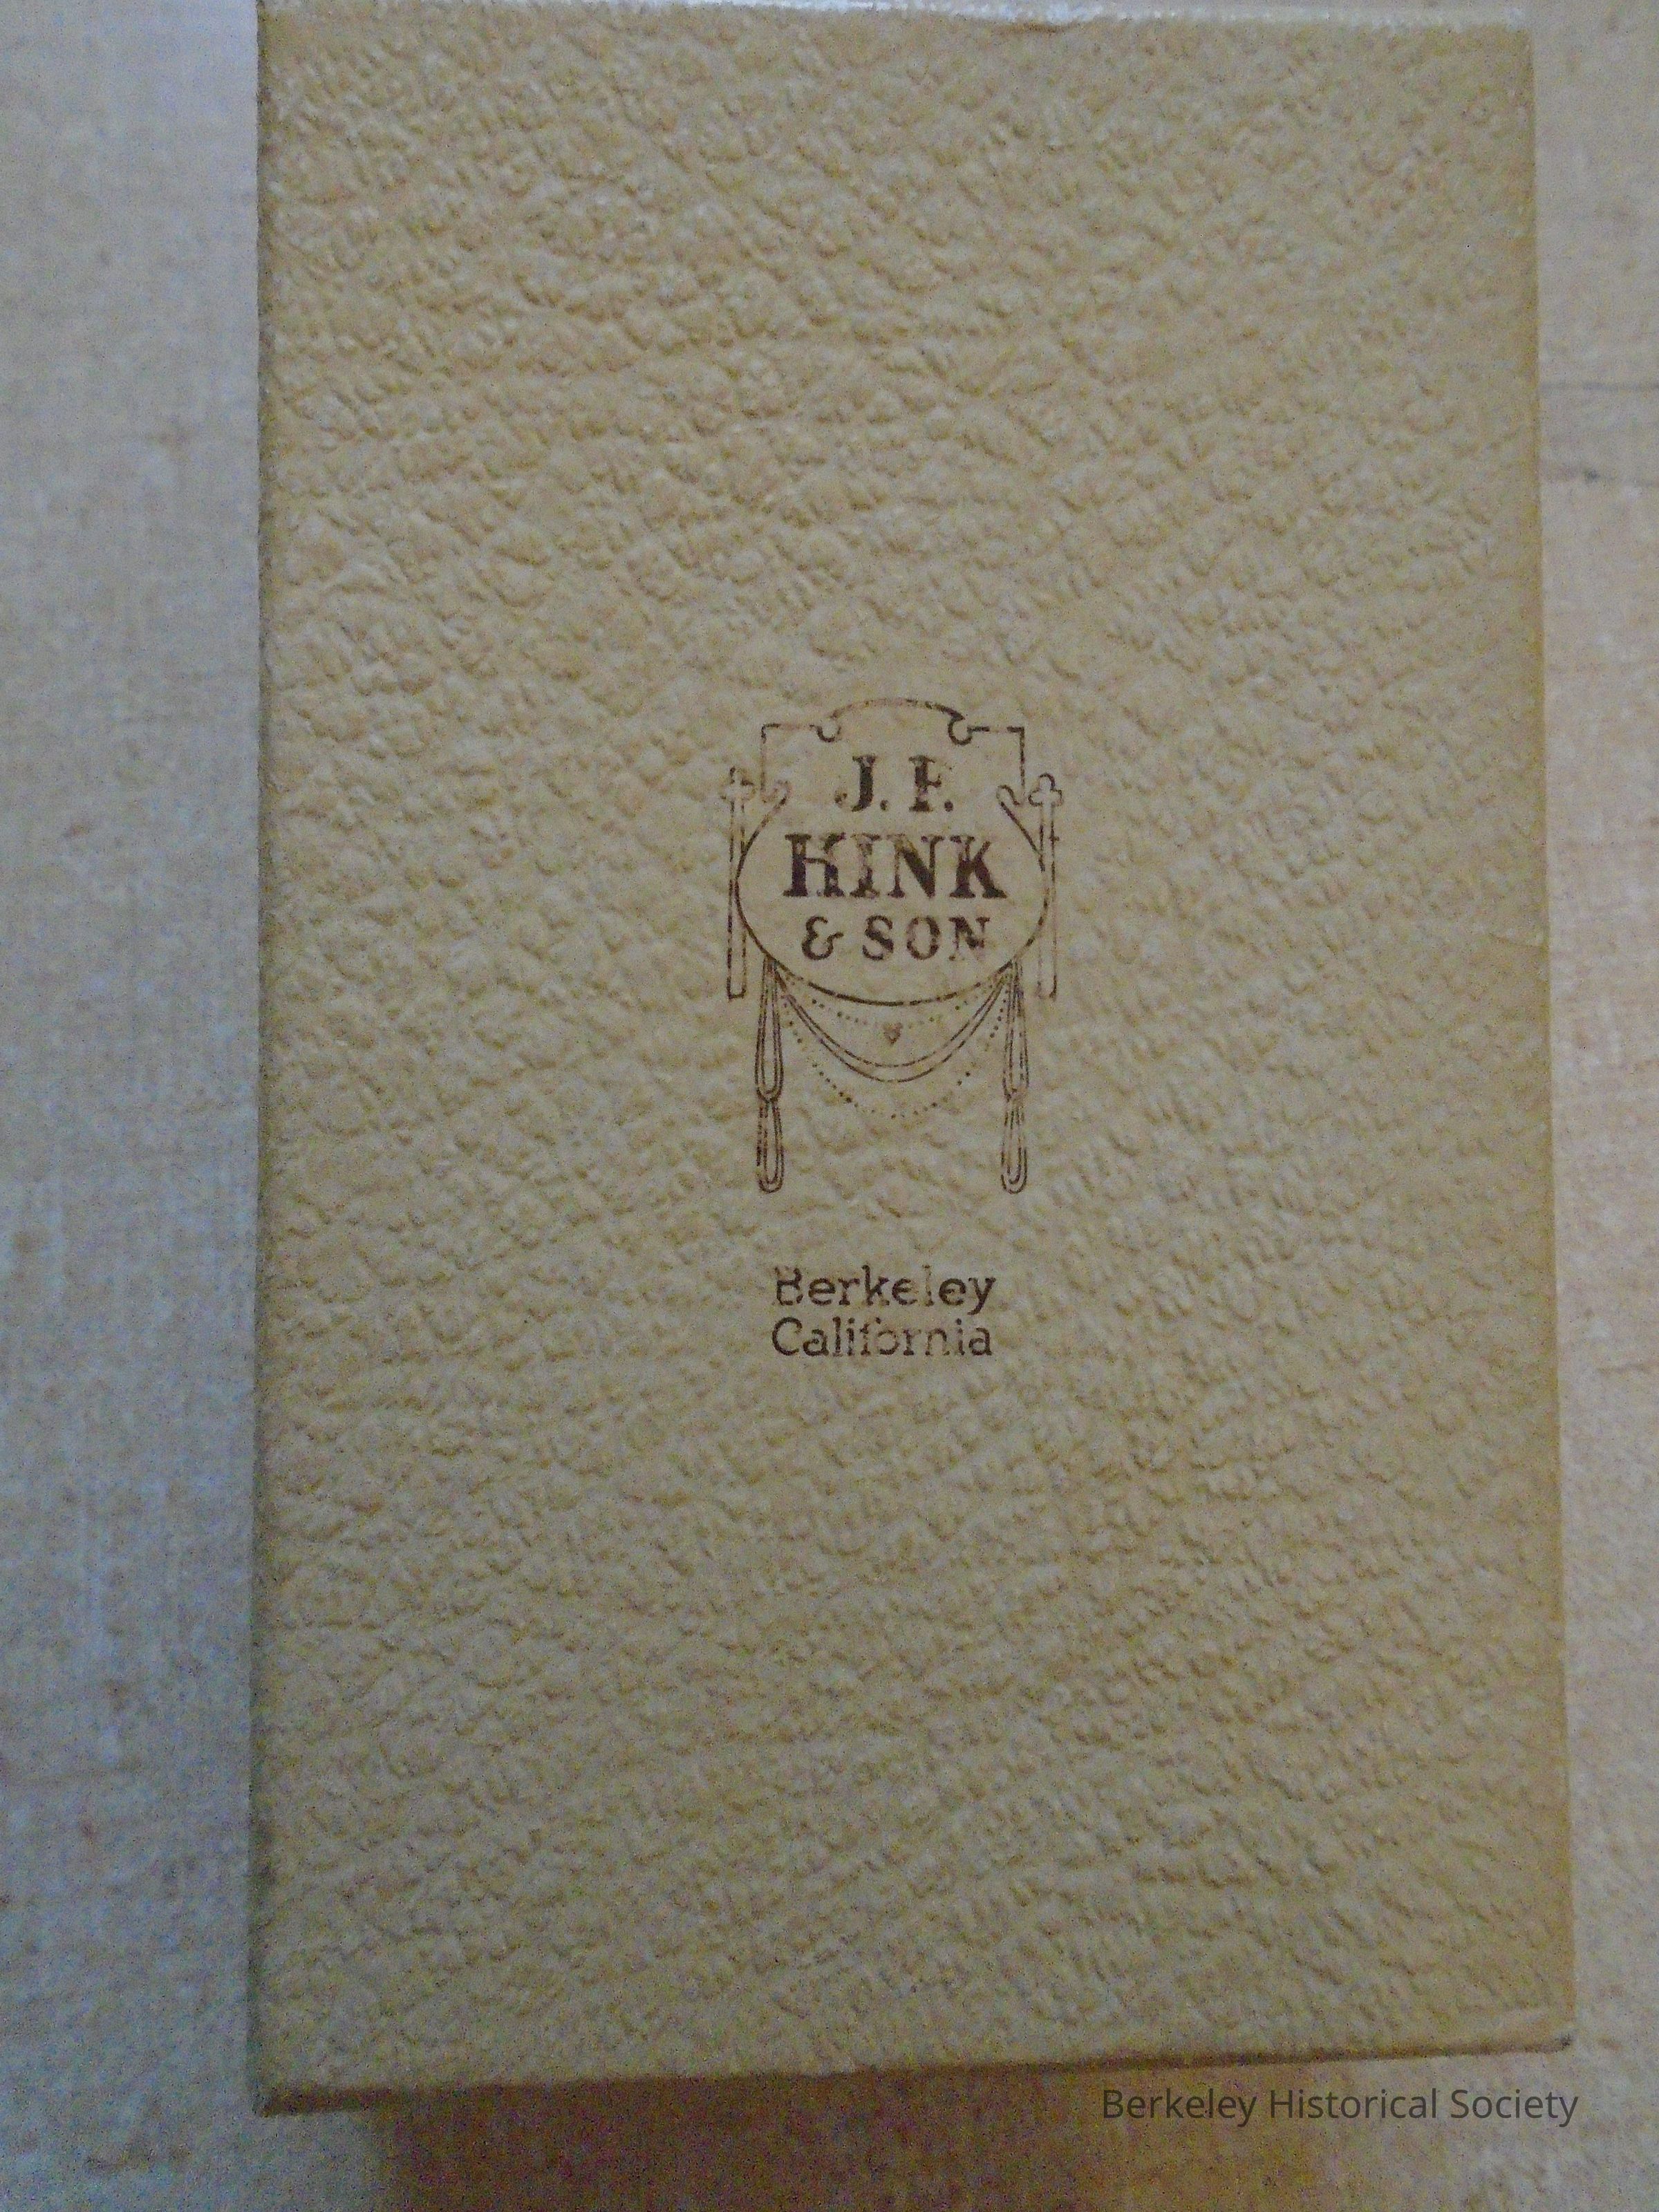 J. F.
HINK
& SON
Berkeley
California
Berkeley Historical Society